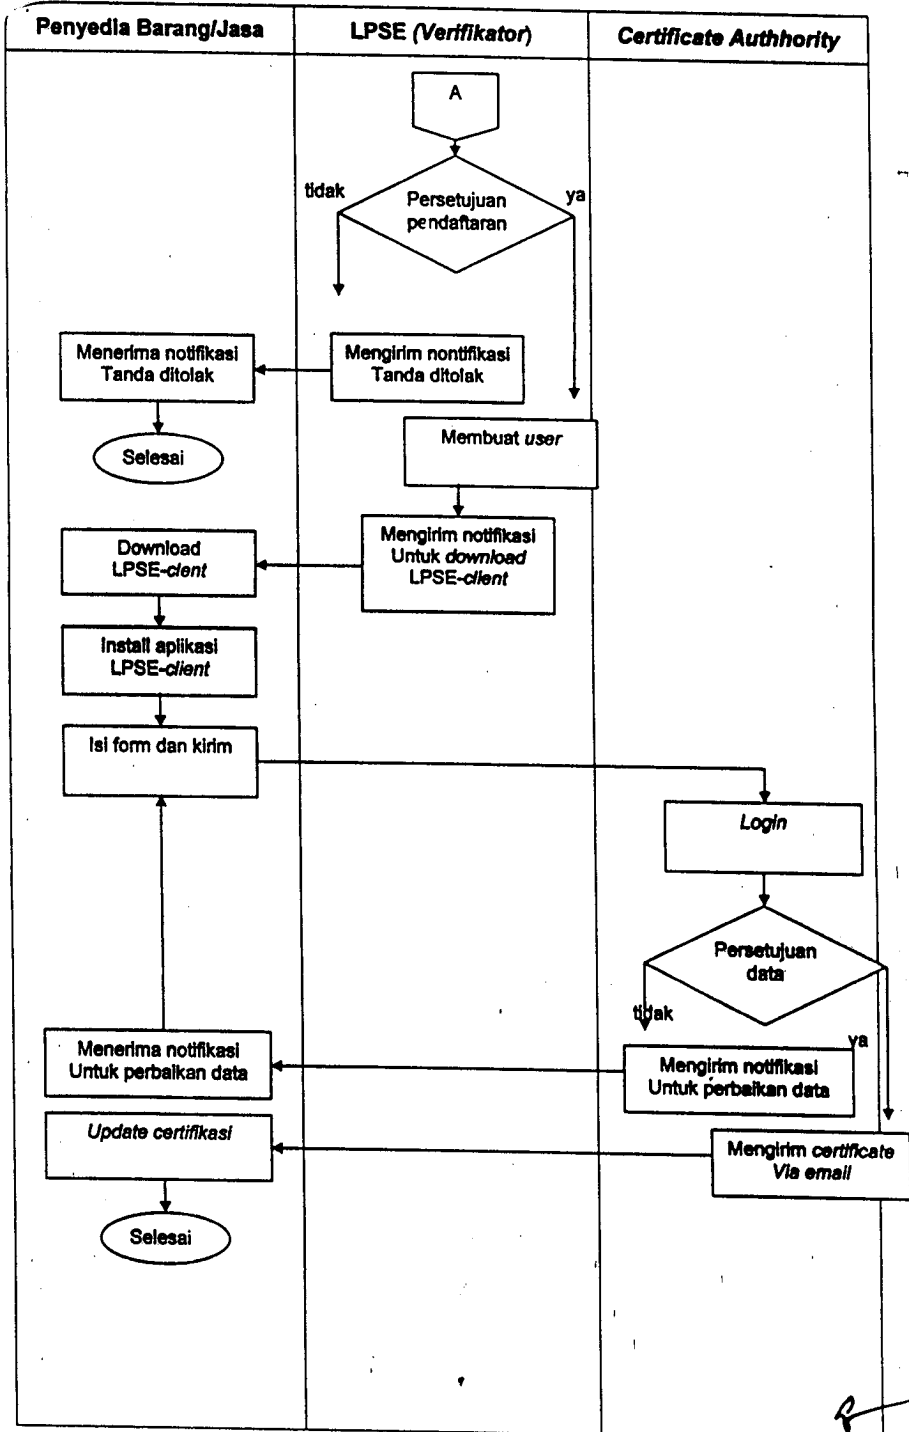 Penyedia Barang/Jasa
LPSE (Verifikator)
Certificate Authhority
A
tidak
ya
Persetujuan
pendaftaran
Menerima notifikasi
Tanda ditolak
Mengirim nontifikasi
Tanda ditolak
Selesai
Membuat user
Mengirim notifikasi
Untuk download
LPSE-client
Download
LPSE-cient
Install aplikasi
LPSE-client
Isi form dan kirim
Login
Persetujuan
data
tidak
ya
Menerima notifikasi
Untuk perbaikan data
Mengirim notifikasi
Untuk perbaikan data
Update certifikasi
Mengirim certificate
Via email
Selesai